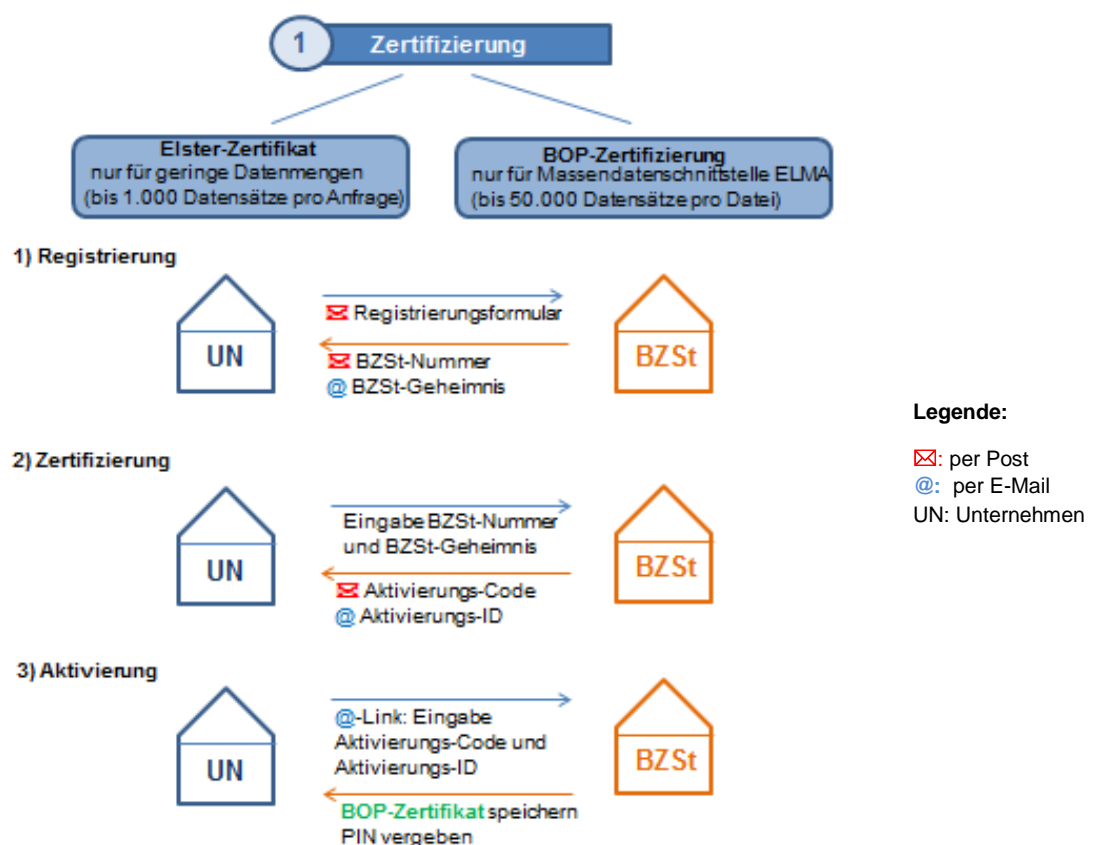 1 Zertifizierung
Elster-Zertifikat
nur für geringe Datenmengen
(bis 1.000 Datensätze pro Anfrage)
BOP-Zertifizierung
nur für Massendatenschnittstelle ELMA
(bis 50.000 Datensätze pro Datei)
1) Registrierung
UN
✉ Registrierungsformular
✉ BZSt-Nummer
@ BZSt-Geheimnis
BZSt
Legende:
✉: per Post
@: per E-Mail
UN: Unternehmen
2) Zertifizierung
UN
Eingabe BZSt-Nummer
und BZSt-Geheimnis
✉ Aktivierungs-Code
@ Aktivierungs-ID
BZSt
3) Aktivierung
UN
@-Link: Eingabe
Aktivierungs-Code und
Aktivierungs-ID
BOP-Zertifikat speichern
PIN vergeben
BZSt